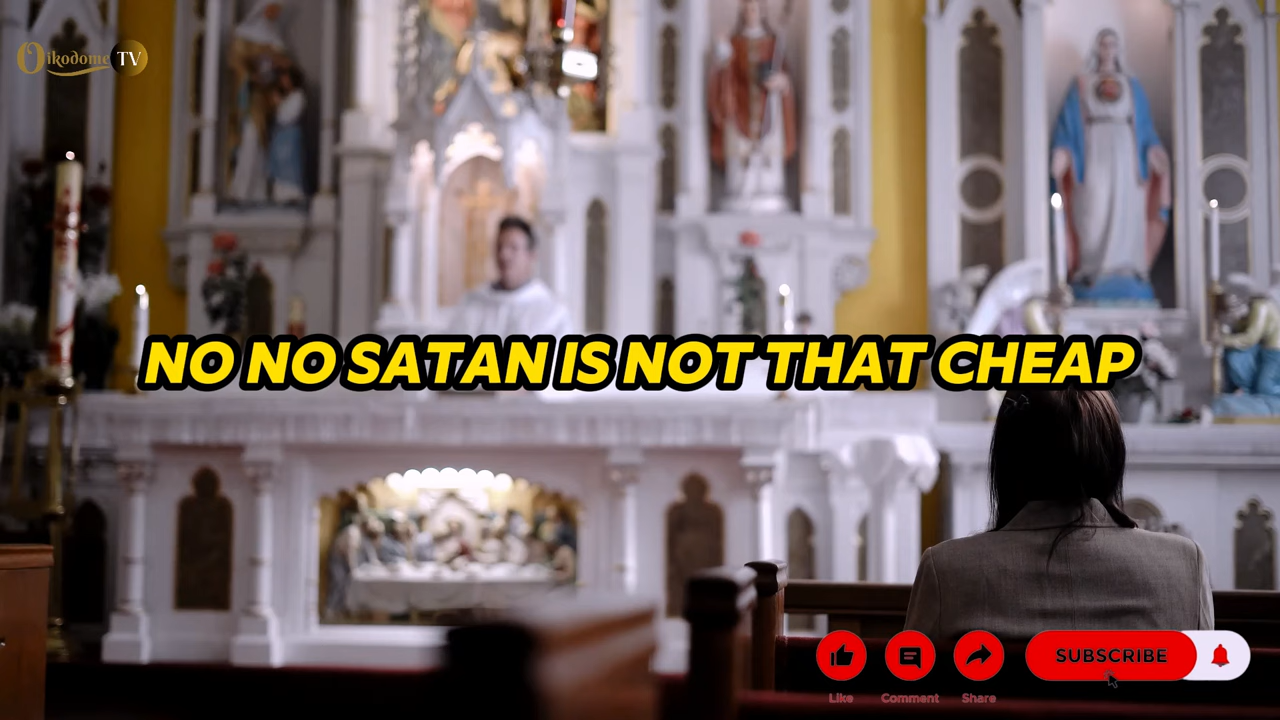 Oikodome TV
NO NO SATAN IS NOT THAT CHEAP
SUBSCRIBE
Like Comment Share